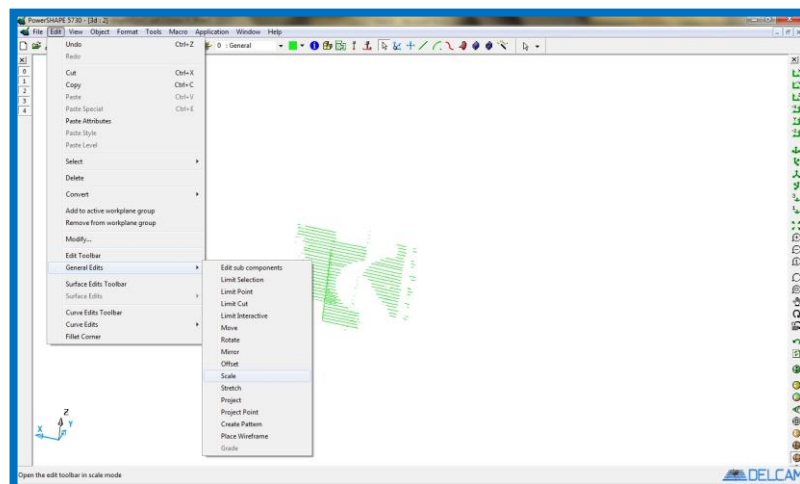 PowerSHAPE 5730 - [3d : 2]
File Edit View Object Format Tools Macro Application Window Help
0 : General
Undo Ctrl+Z
Redo
Cut Ctrl+X
Copy Ctrl+C
Paste Ctrl+V
Paste Special Ctrl+E
Paste Attributes
Paste Style
Paste Level
Select
Delete
Convert
Add to active workplane group
Remove from workplane group
Modify...
Edit Toolbar
General Edits
Surface Edits Toolbar
Surface Edits
Curve Edits Toolbar
Curve Edits
Fillet Corner
0
1
2
3
4
Edit sub components
Limit Selection
Limit Point
Limit Cut
Limit Interactive
Move
Rotate
Mirror
Offset
Scale
Stretch
Project
Project Point
Create Pattern
Place Wireframe
Grade
Z
X Y
Open the edit toolbar in scale mode
DELCAM